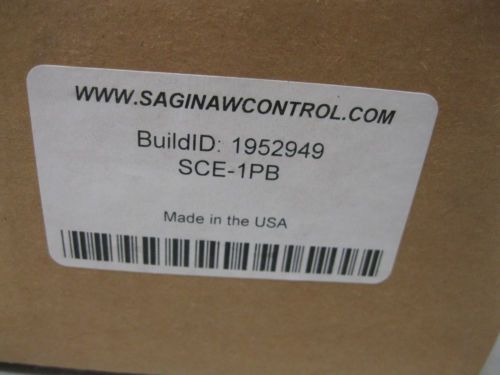 WWW.SAGINAWCONTROL.COM
BuildID: 1952949
SCE-1PB
Made in the USA